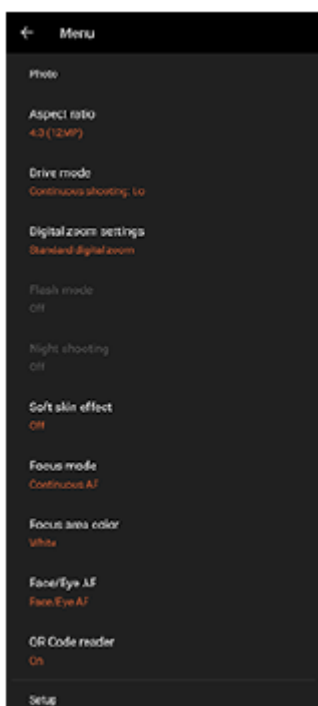 Menu
Photo
Aspect ratio
4:3 (12MP)
Drive mode
Continuous shooting: Lo
Digital zoom settings
Standard digital zoom
Flash mode
Off
Night shooting
Off
Soft skin effect
Off
Focus mode
Continuous AF
Focus area color
White
Face/Eye AF
Face/Eye AF
QR Code reader
On
Setup